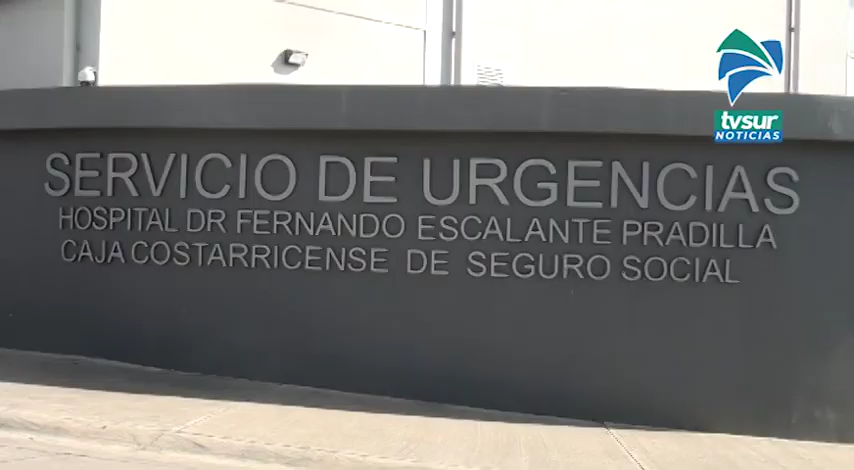 tvsur
NOTICIAS
SERVICIO DE URGENCIAS
HOSPITAL DR FERNANDO ESCALANTE PRADILLA
CAJA COSTARRICENSE DE SEGURO SOCIAL